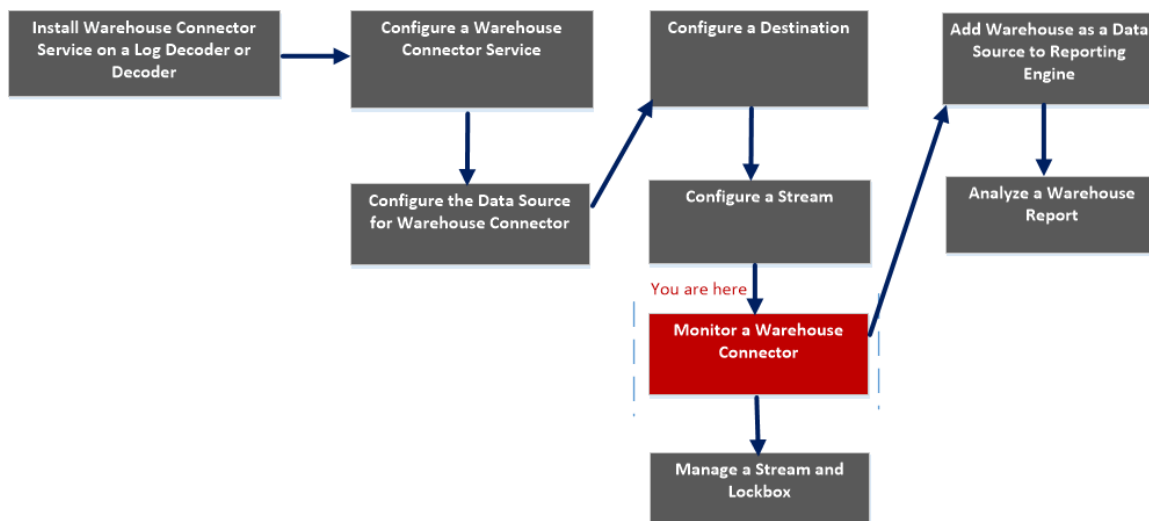 Install Warehouse Connector
Service on a Log Decoder or
Decoder
Configure a Warehouse
Connector Service
Configure the Data Source
for Warehouse Connector
Configure a Destination
Configure a Stream
You are here
Monitor a Warehouse
Connector
Manage a Stream and
Lockbox
Add Warehouse as a Data
Source to Reporting
Engine
Analyze a Warehouse
Report